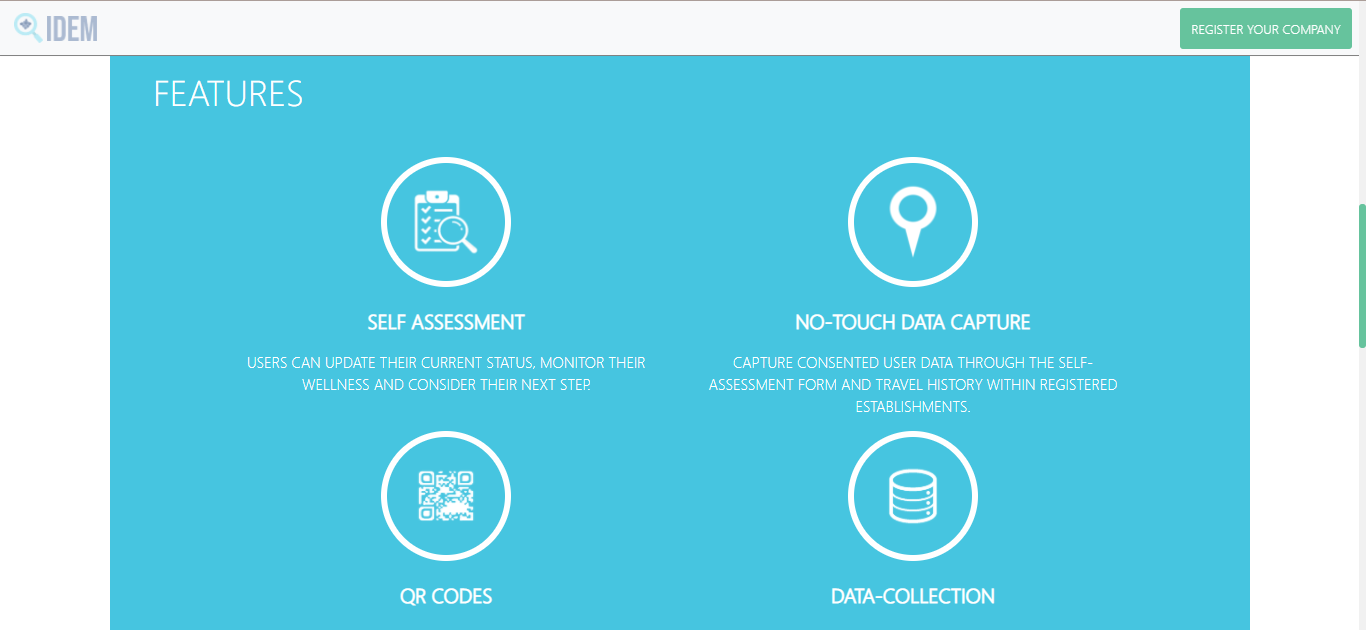 IDEM
REGISTER YOUR COMPANY
FEATURES
SELF ASSESSMENT
USERS CAN UPDATE THEIR CURRENT STATUS, MONITOR THEIR
WELLNESS AND CONSIDER THEIR NEXT STEP.
NO-TOUCH DATA CAPTURE
CAPTURE CONSENTED USER DATA THROUGH THE SELF-
ASSESSMENT FORM AND TRAVEL HISTORY WITHIN REGISTERED
ESTABLISHMENTS.
QR CODES
DATA-COLLECTION